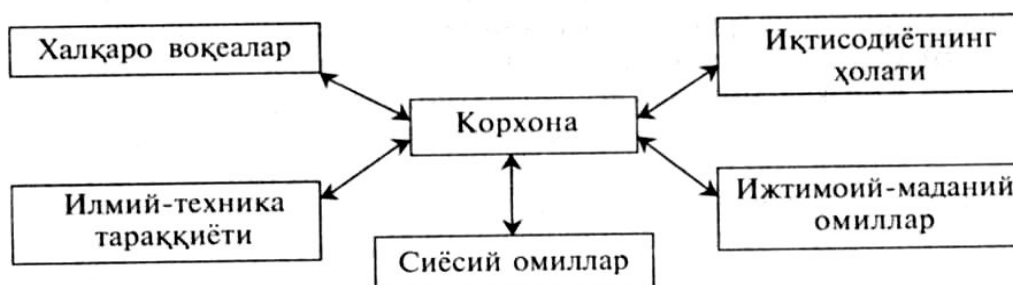 Халқаро воқеалар
Иқтисодиётнинг
ҳолати
Корхона
Илмий-техника
тараққиёти
Ижтимоий-маданий
омиллар
Сиёсий омиллар